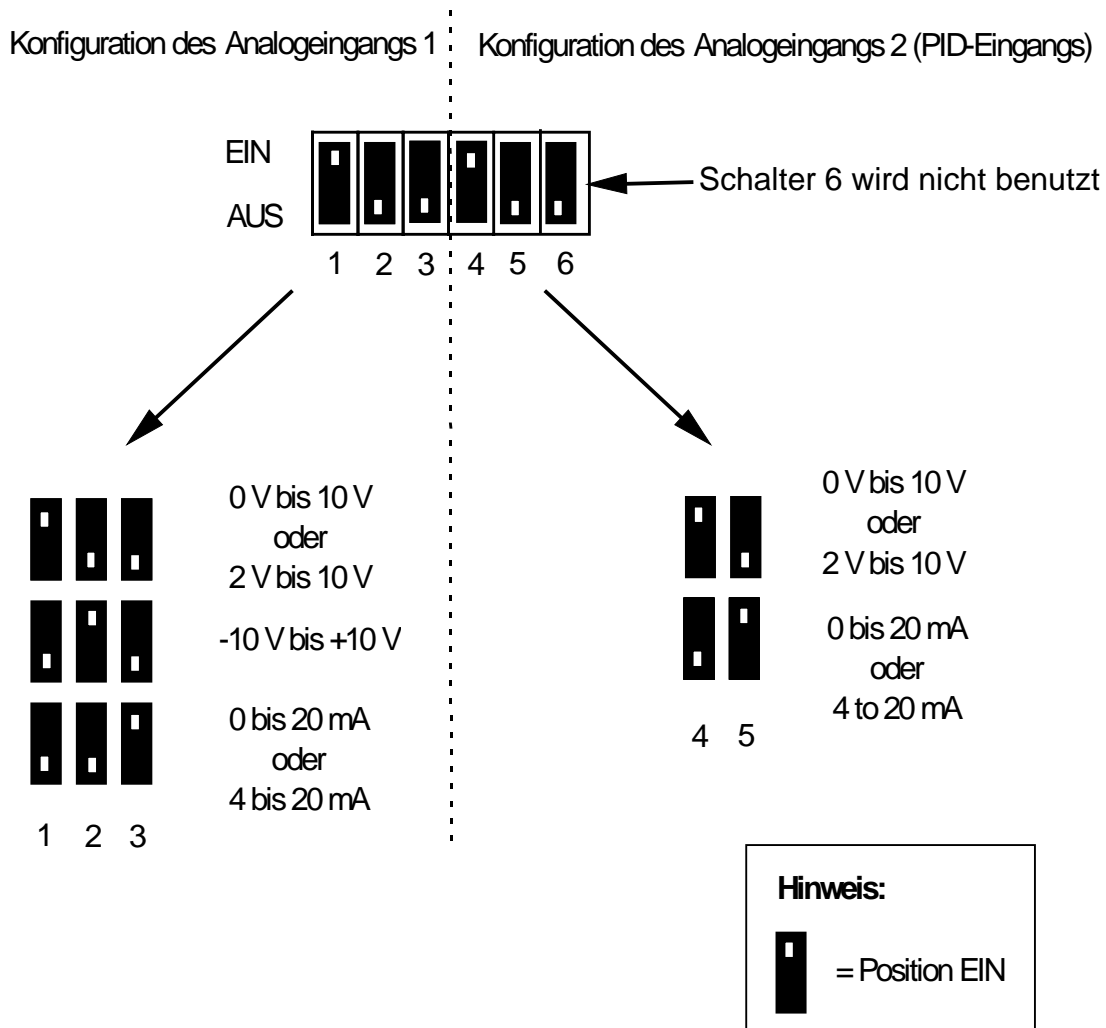 Konfiguration des Analogeingangs 1
Konfiguration des Analogeingangs 2 (PID-Eingangs)
EIN
AUS
Schalter 6 wird nicht benutzt
1 2 3 4 5 6
0 V bis 10 V
oder
2 V bis 10 V
-10 V bis +10 V
0 bis 20 mA
oder
4 bis 20 mA
1 2 3
0 V bis 10 V
oder
2 V bis 10 V
0 bis 20 mA
oder
4 to 20 mA
4 5
Hinweis:
= Position EIN